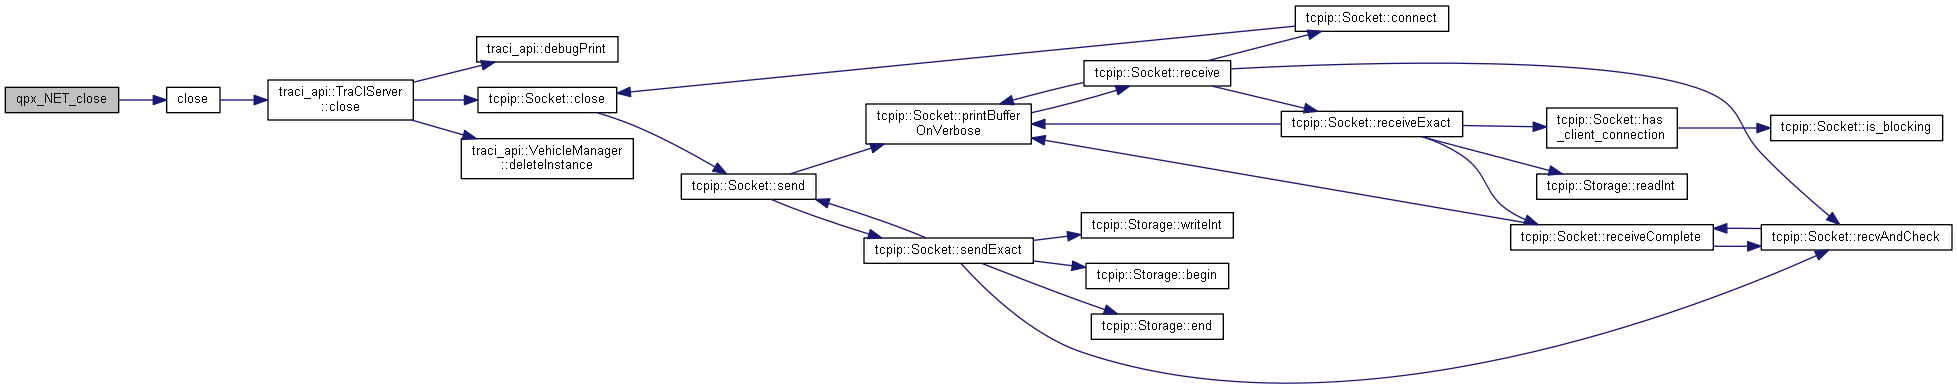 qpx_NET_close
close
traci_api::TraCIServer
::close
traci_api::debugPrint
tcpip::Socket::close
traci_api::VehicleManager
::deleteInstance
tcpip::Socket::send
tcpip::Socket::printBuffer
OnVerbose
tcpip::Socket::sendExact
tcpip::Socket::receive
tcpip::Storage::writeInt
tcpip::Storage::begin
tcpip::Storage::end
tcpip::Socket::connect
tcpip::Socket::receiveExact
tcpip::Socket::has
_client_connection
tcpip::Storage::readInt
tcpip::Socket::receiveComplete
tcpip::Socket::is_blocking
tcpip::Socket::recvAndCheck